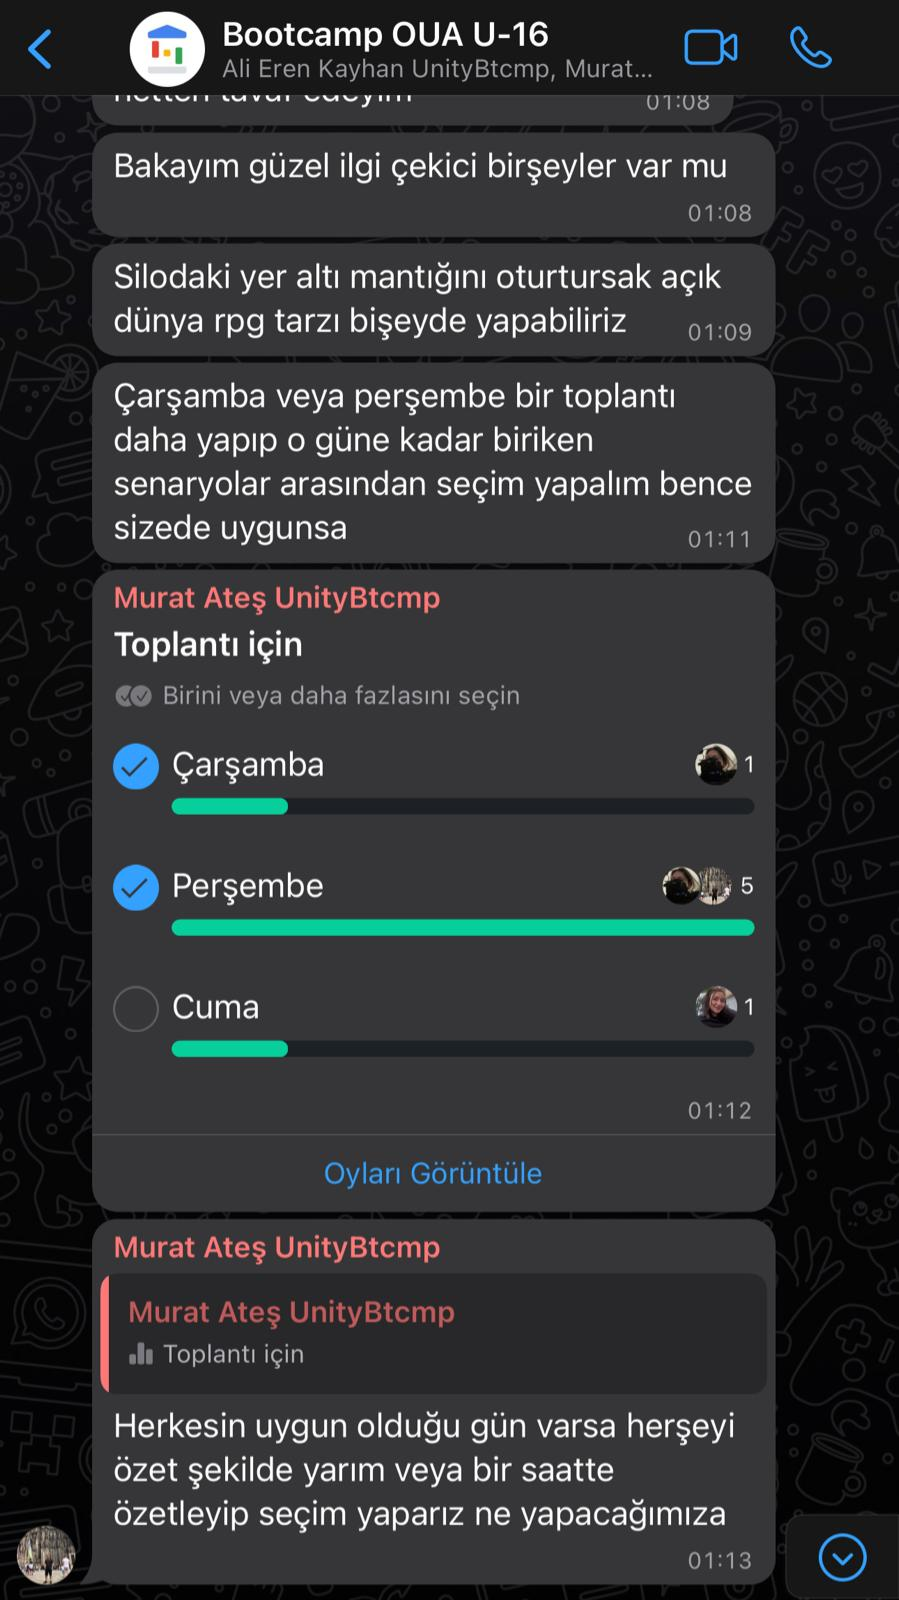 Bootcamp OUA U-16
Ali Eren Kayhan UnityBtcmp, Murat...
netten tavar edeyim
01:08
Bakayım güzel ilgi çekici birşeyler var mu
01:08
Silodaki yer altı mantığını oturtursak açık
dünya rpg tarzı bişeyde yapabiliriz
01:09
Çarşamba veya perşembe bir toplantı
daha yapıp o güne kadar biriken
senaryolar arasından seçim yapalım bence
sizede uygunsa
01:11
Murat Ateş UnityBtcmp
Toplantı için
Birini veya daha fazlasını seçin
Çarşamba 1
Perşembe 5
Cuma 1
01:12
Oyları Görüntüle
Murat Ateş UnityBtcmp
Murat Ateş UnityBtcmp
Toplantı için
Herkesin uygun olduğu gün varsa herşeyi
özet şekilde yarım veya bir saatte
özetleyip seçim yaparız ne yapacağımıza
01:13